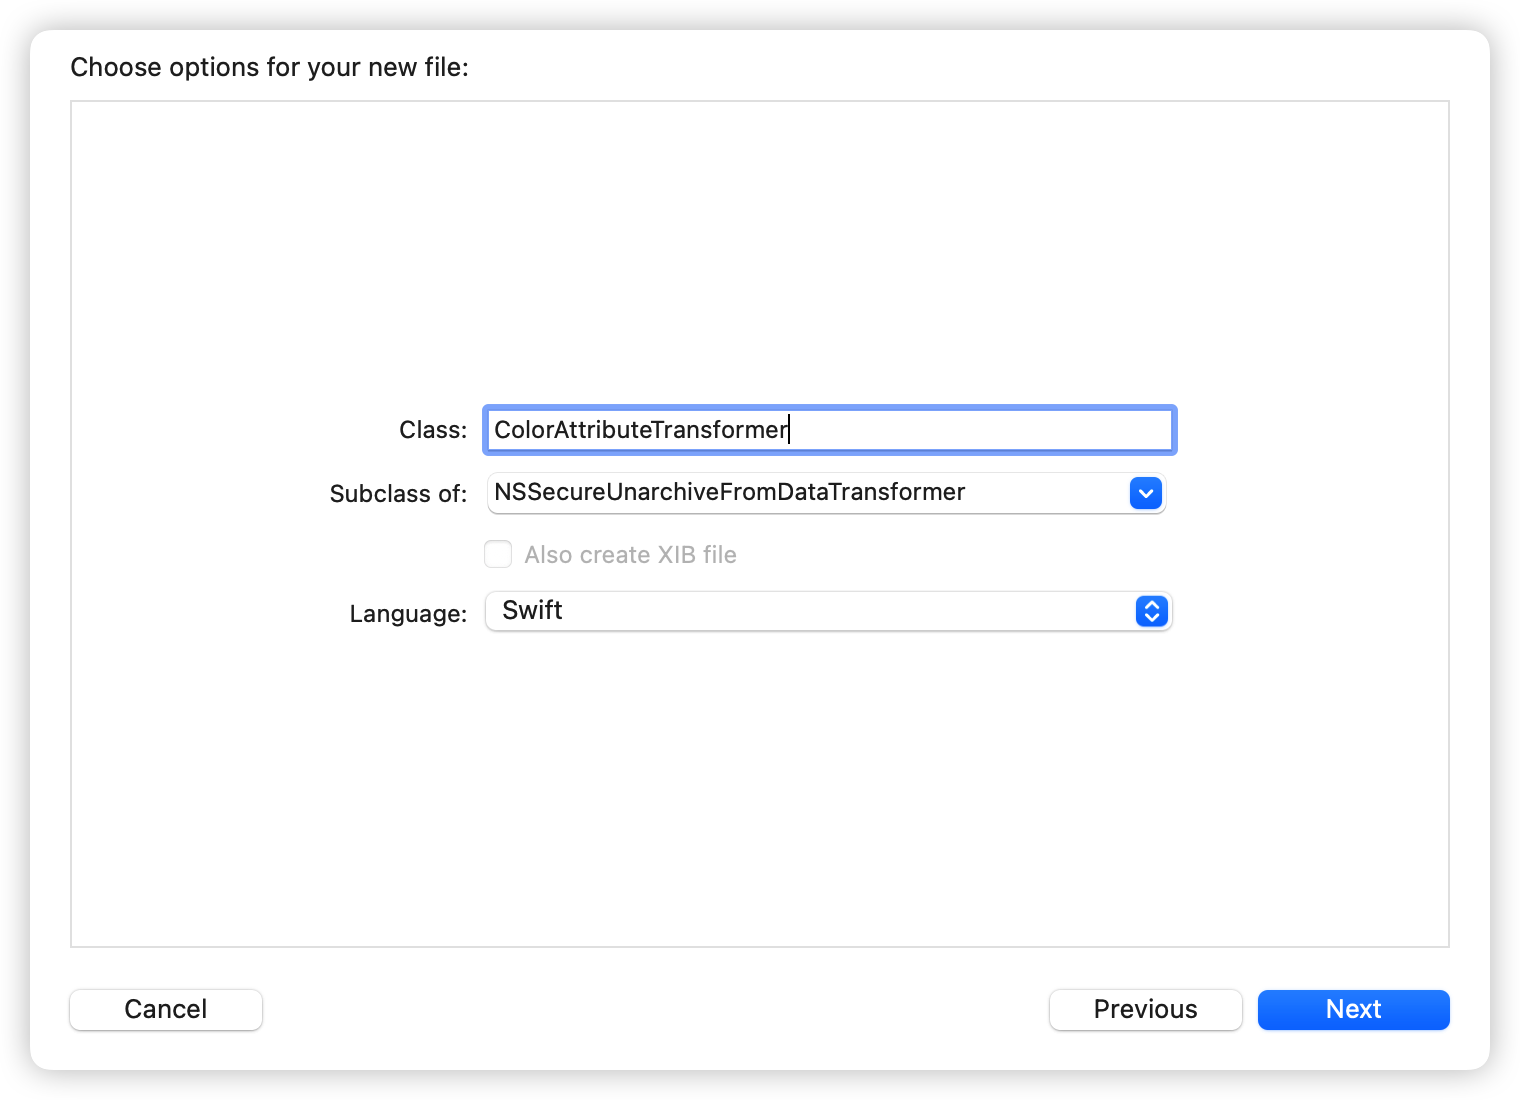 Choose options for your new file:
Class: ColorAttributeTransformer
Subclass of: NSSecureUnarchiveFromDataTransformer
Also create XIB file
Language: Swift
Cancel Previous Next